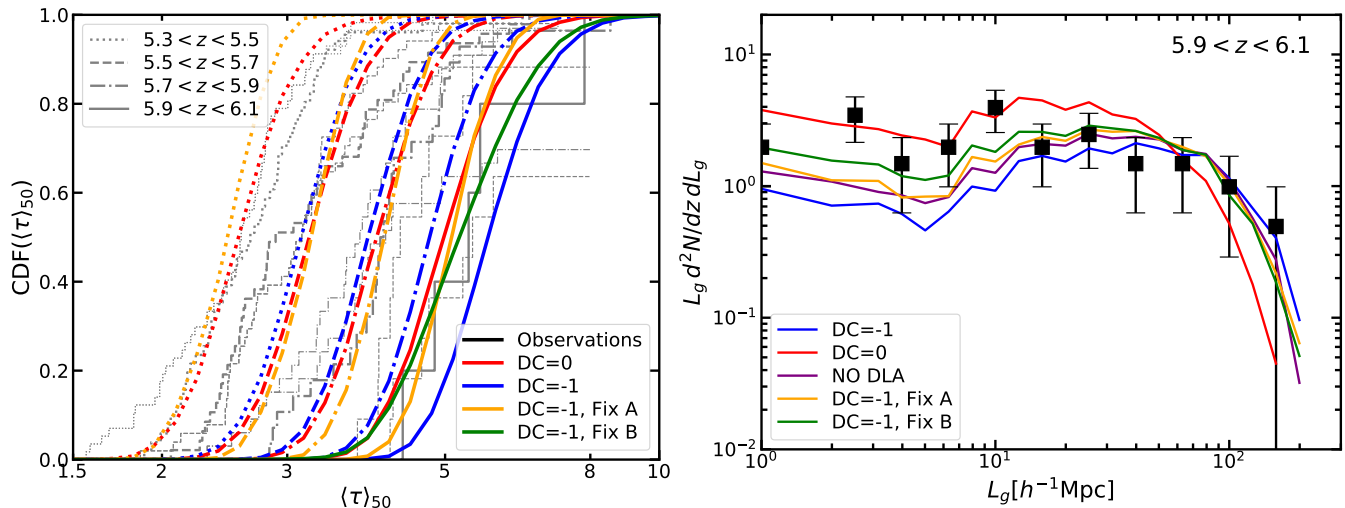 CDF(⟨τ⟩₅₀)
1.0
0.8
0.6
0.4
0.2
0.0
5.3 < z < 5.5
5.5 < z < 5.7
5.7 < z < 5.9
5.9 < z < 6.1
Observations
DC=0
DC=-1
DC=-1, Fix A
DC=-1, Fix B
1.5 2 3 5 8 10
⟨τ⟩₅₀
L_g d²N/dz dL_g
10¹
10⁰
10⁻¹
10⁻²
5.9 < z < 6.1
DC=-1
DC=0
NO DLA
DC=-1, Fix A
DC=-1, Fix B
10⁰ 10¹ 10²
L_g [h⁻¹Mpc]